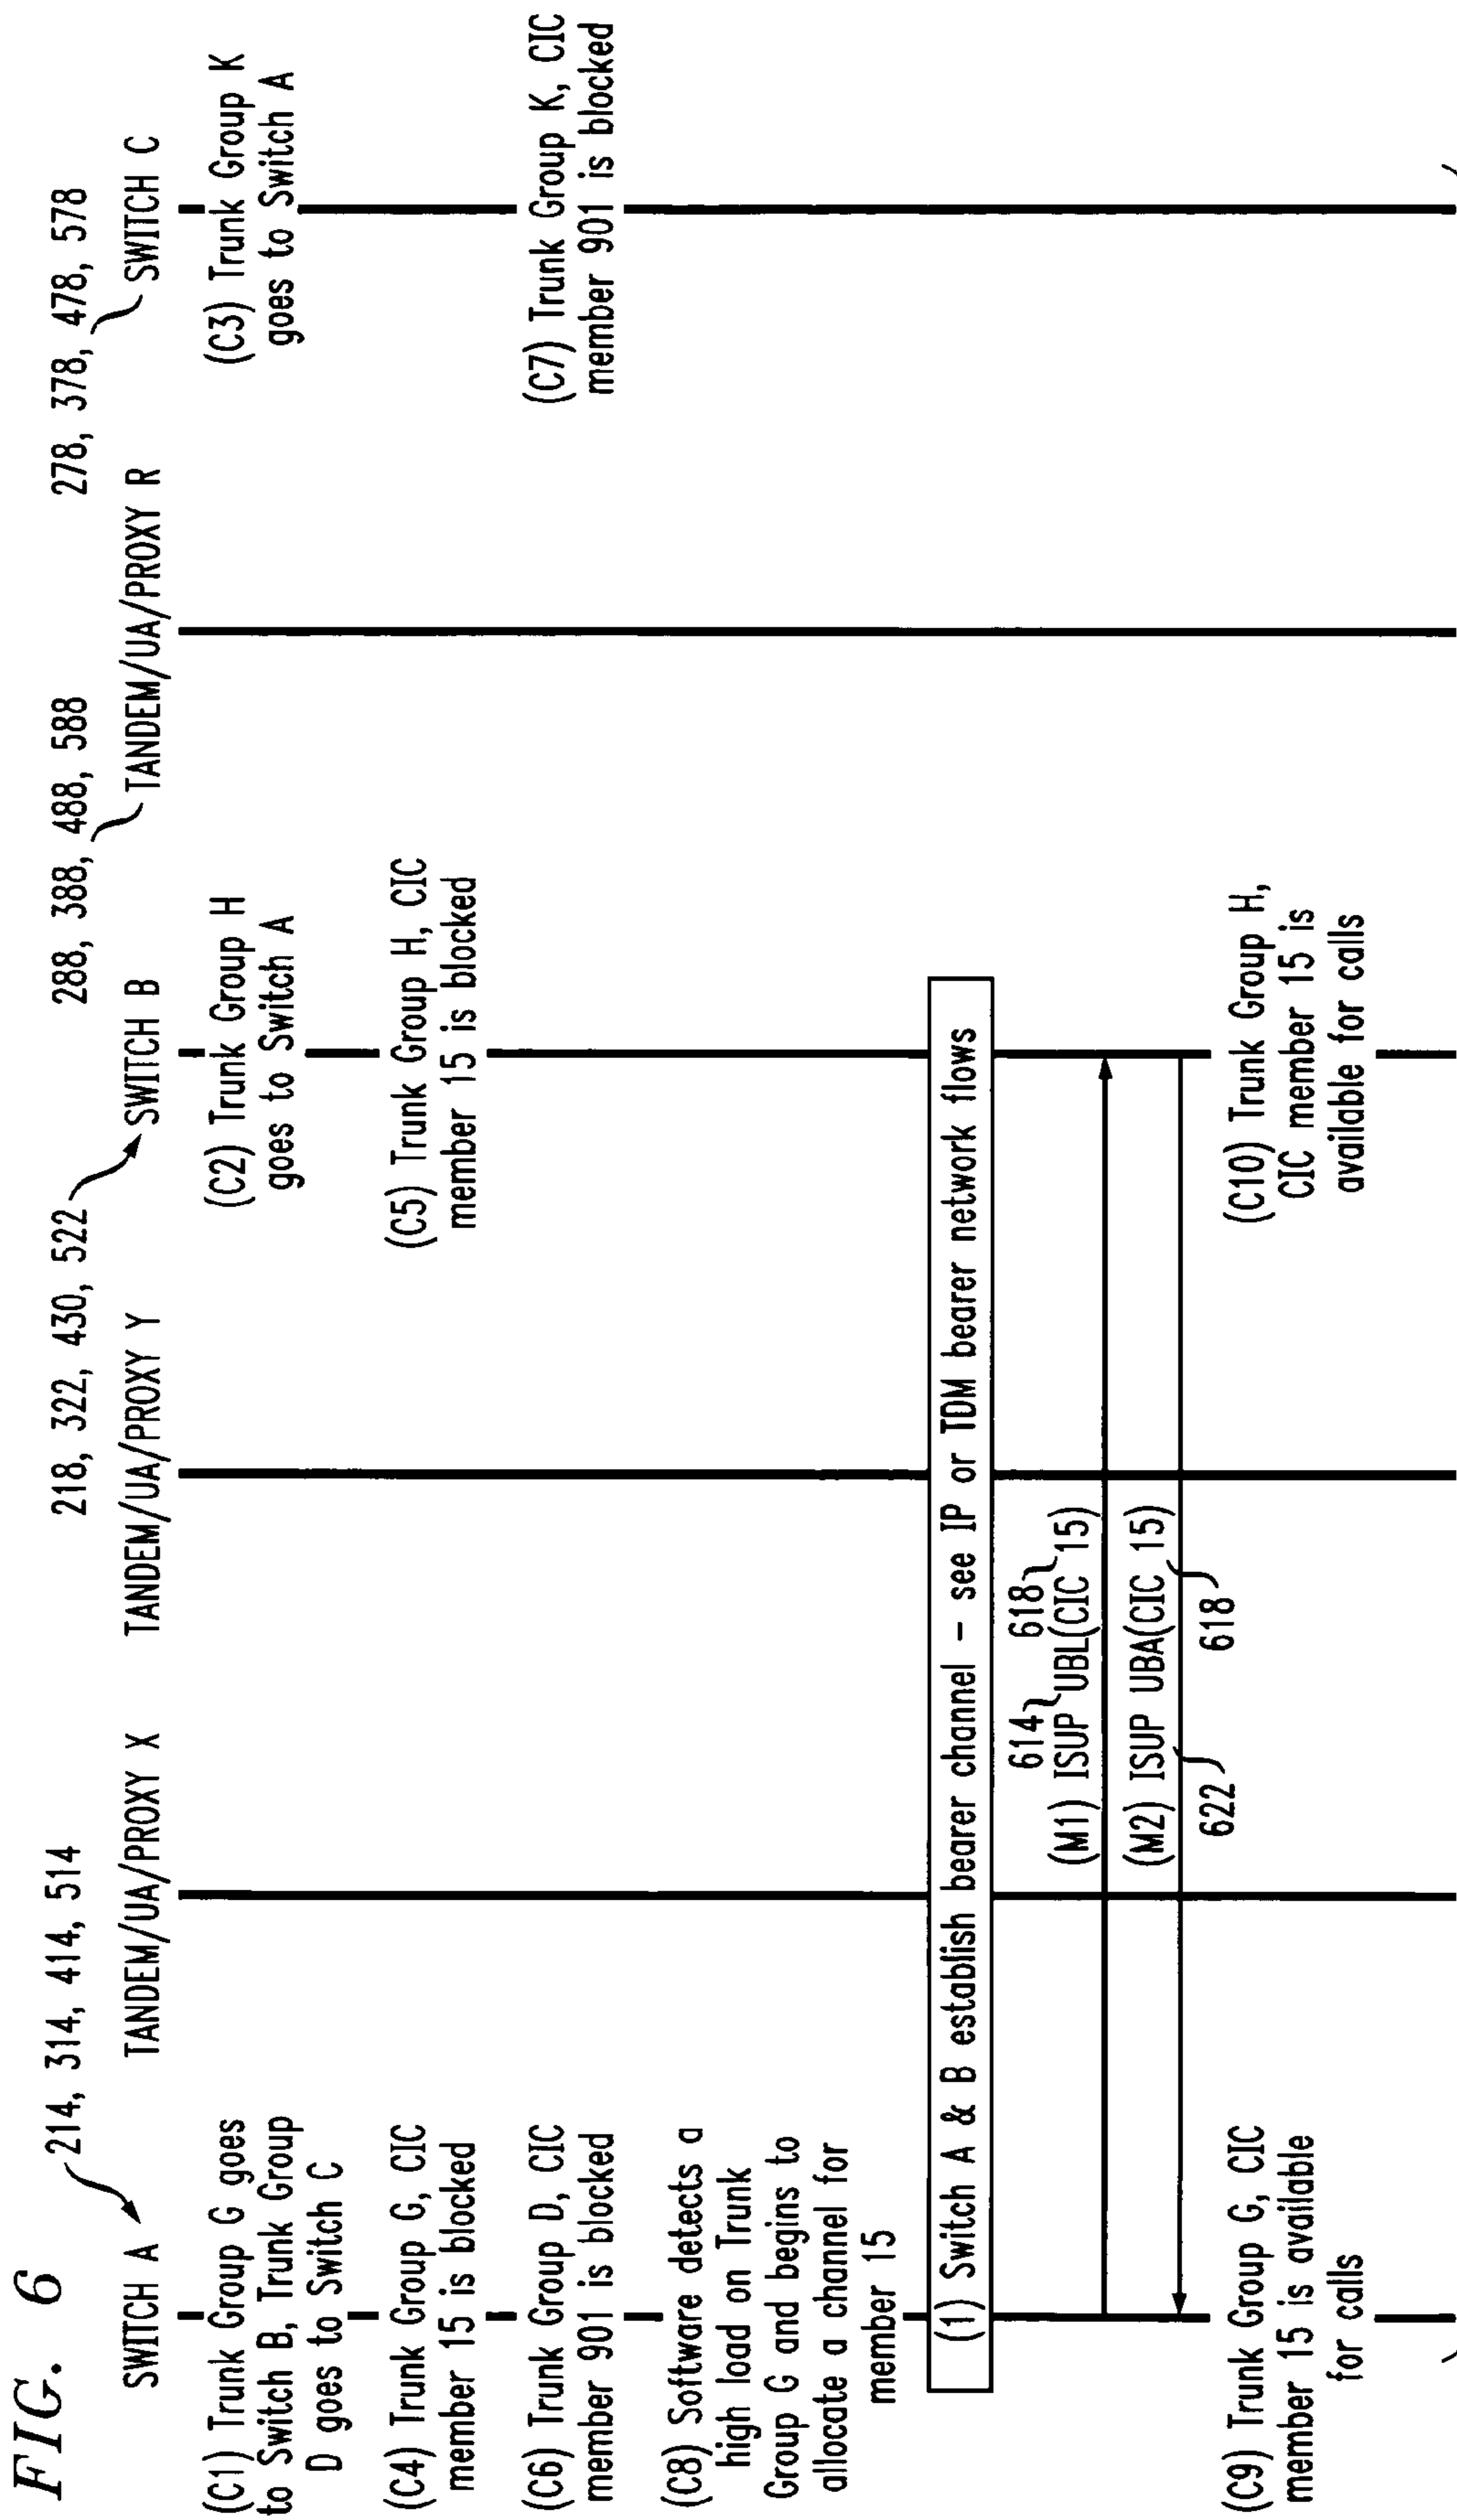 FIG. 6
214, 314, 414, 514
218, 322, 430, 522
288, 388, 488, 588
278, 378, 478, 578
SWITCH A
TANDEM/UA/PROXY X
TANDEM/UA/PROXY Y
SWITCH B
TANDEM/UA/PROXY R
SWITCH C
(C1) Trunk Group G goes
to Switch B, Trunk Group
D goes to Switch C
(C2) Trunk Group H
goes to Switch A
(C3) Trunk Group K
goes to Switch A
(C4) Trunk Group G, CIC
member 15 is blocked
(C5) Trunk Group H, CIC
member 15 is blocked
(C6) Trunk Group D, CIC
member 901 is blocked
(C7) Trunk Group K, CIC
member 901 is blocked
(C8) Software detects a
high load on Trunk
Group G and begins to
allocate a channel for
member 15
(1) Switch A & B establish bearer channel – see IP or TDM bearer network flows
614 618
(M1) ISUP UBL(CIC 15)
(M2) ISUP UBA(CIC 15)
622 618
(C9) Trunk Group G, CIC
member 15 is available
for calls
(C10) Trunk Group H,
CIC member 15 is
available for calls